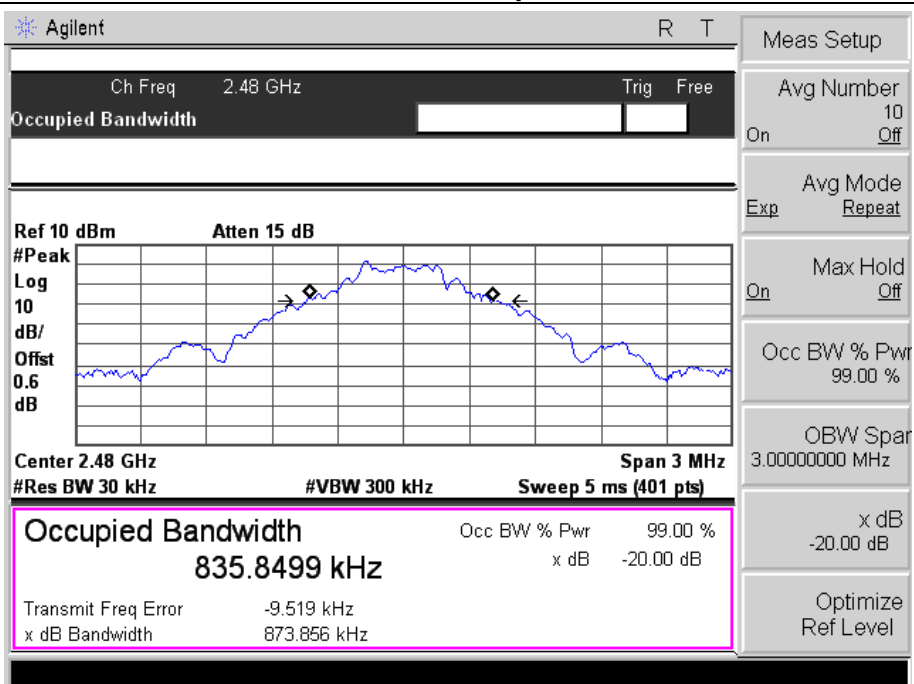 Agilent R T
Ch Freq 2.48 GHz Trig Free
Occupied Bandwidth
Ref 10 dBm Atten 15 dB
#Peak
Log
10
dB/
Offst
0.6
dB
Center 2.48 GHz Span 3 MHz
#Res BW 30 kHz #VBW 300 kHz Sweep 5 ms (401 pts)
Occupied Bandwidth
835.8499 kHz
Occ BW % Pwr 99.00 %
x dB -20.00 dB
Transmit Freq Error -9.519 kHz
x dB Bandwidth 873.856 kHz
Meas Setup
Avg Number
10
On Off
Avg Mode
Exp Repeat
Max Hold
On Off
Occ BW % Pwr
99.00 %
OBW Span
3.00000000 MHz
x dB
-20.00 dB
Optimize
Ref Level